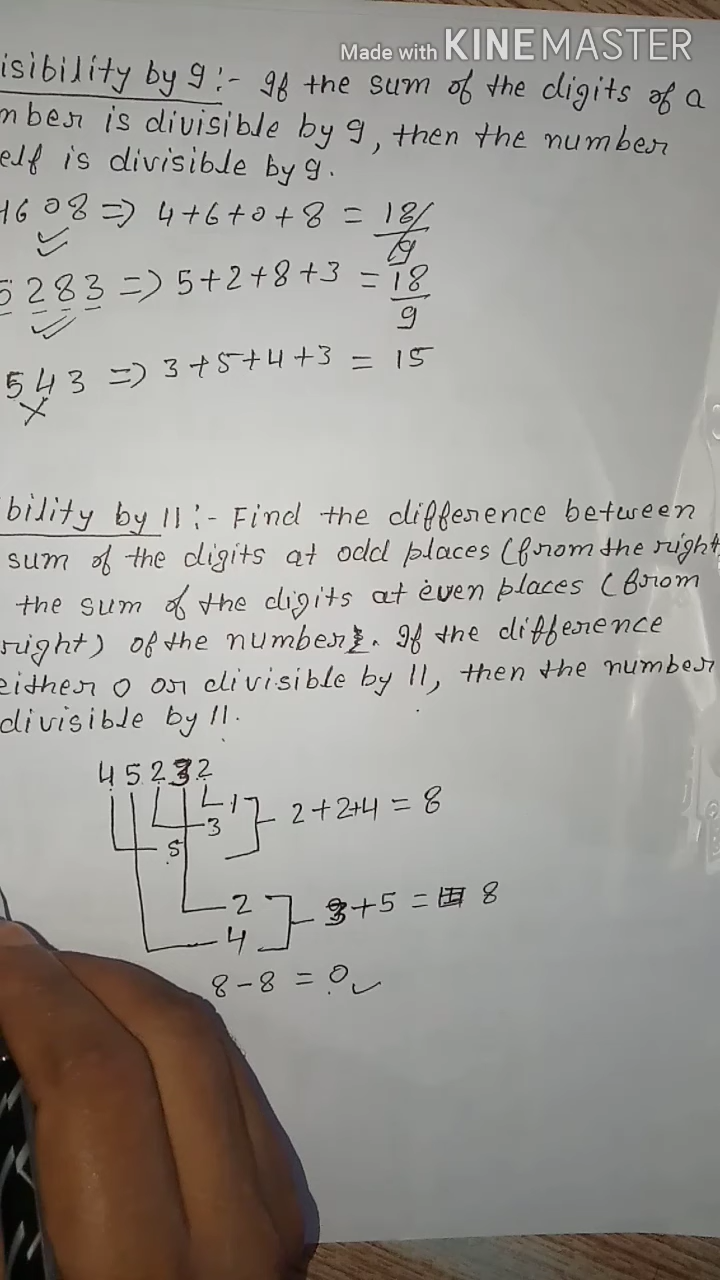 Made with KINEMASTER
isibility by 9:- If the sum of the digits of a
mber is divisible by 9, then the number
elf is divisible by 9.
4608 => 4+6+0+8 = 18/9
5283 => 5+2+8+3 = 18/9
543 => 3+5+4+3 = 15
bility by 11:- Find the difference between
sum of the digits at odd places (from the right
the sum of the digits at even places (from
right) of the number. If the difference
either 0 or divisible by 11, then the number
divisible by 11.
45232
1
3
5
2+2+4 = 8
2
4
3+5 = 8
8-8 = 0